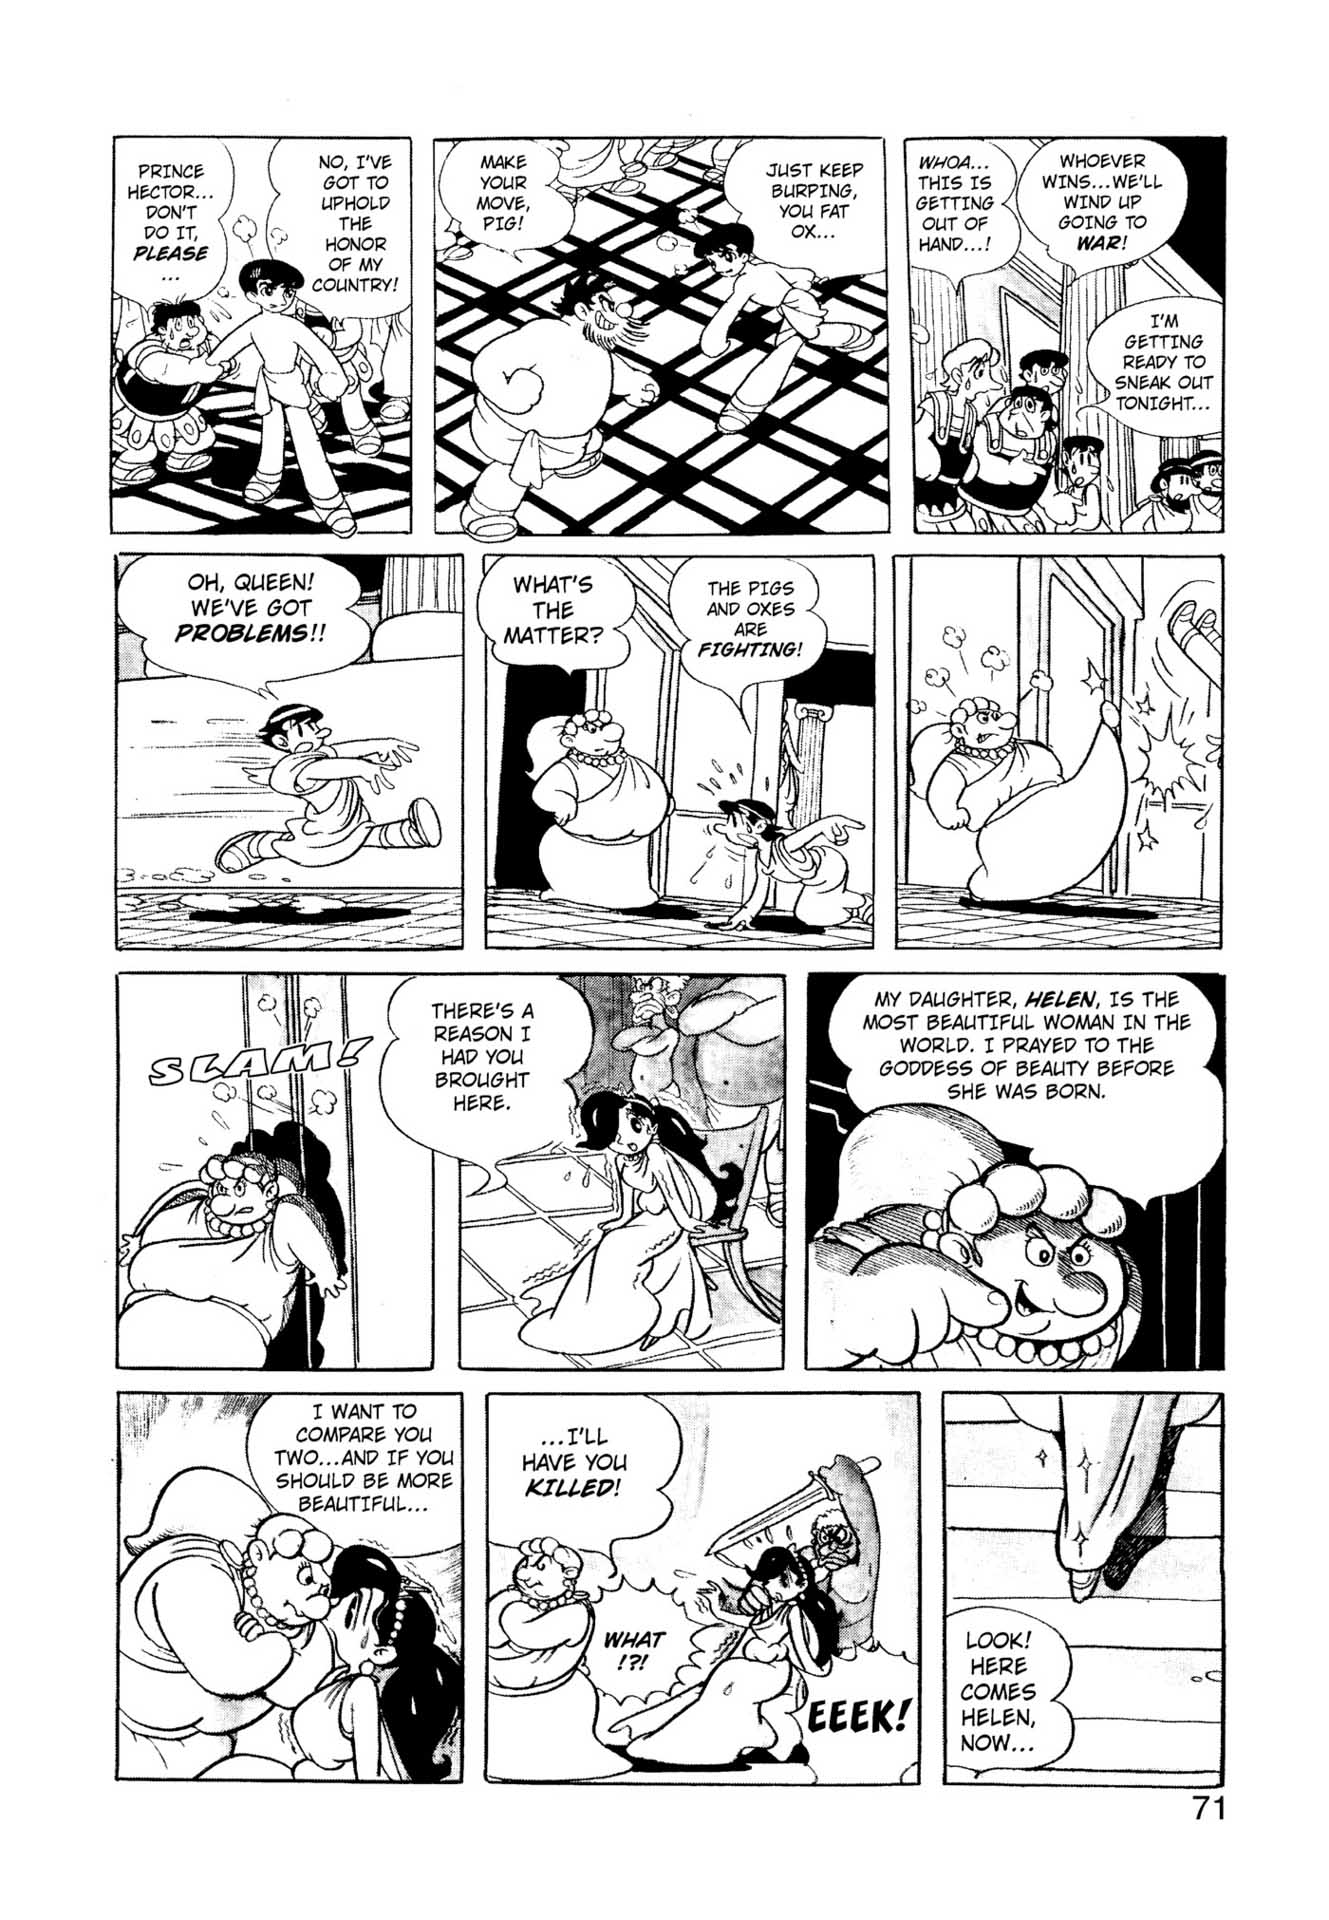 PRINCE
HECTOR...
DON'T
DO IT,
PLEASE
...
NO, I'VE
GOT TO
UPHOLD
THE
HONOR
OF MY
COUNTRY!
MAKE
YOUR
MOVE,
PIG!
JUST KEEP
BURPING,
YOU FAT
OX...
WHOA...
THIS IS
GETTING
OUT OF
HAND...!
WHOEVER
WINS...WE'LL
WIND UP
GOING TO
WAR!
I'M
GETTING
READY TO
SNEAK OUT
TONIGHT...
OH, QUEEN!
WE'VE GOT
PROBLEMS!!
WHAT'S
THE
MATTER?
THE PIGS
AND OXES
ARE
FIGHTING!
SLAM!
THERE'S A
REASON I
HAD YOU
BROUGHT
HERE.
MY DAUGHTER, HELEN, IS THE
MOST BEAUTIFUL WOMAN IN THE
WORLD. I PRAYED TO THE
GODDESS OF BEAUTY BEFORE
SHE WAS BORN.
I WANT TO
COMPARE YOU
TWO...AND IF YOU
SHOULD BE MORE
BEAUTIFUL...
...I'LL
HAVE YOU
KILLED!
WHAT
!?!
EEEK!
LOOK!
HERE
COMES
HELEN,
NOW...
71